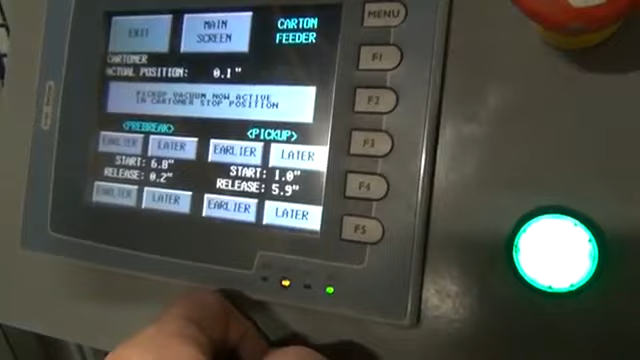 EXIT
MAIN SCREEN
CARTON FEEDER
CARTONER
ACTUAL POSITION: 0.1"
PICKUP VACUUM NOW ACTIVE
IN CARTONER STOP POSITION
<PREBREAK>
<PICKUP>
EARLIER LATER
EARLIER LATER
START: 6.8"
START: 1.0"
RELEASE: 0.2"
RELEASE: 5.9"
EARLIER LATER
EARLIER LATER
MENU
F1
F2
F3
F4
F5